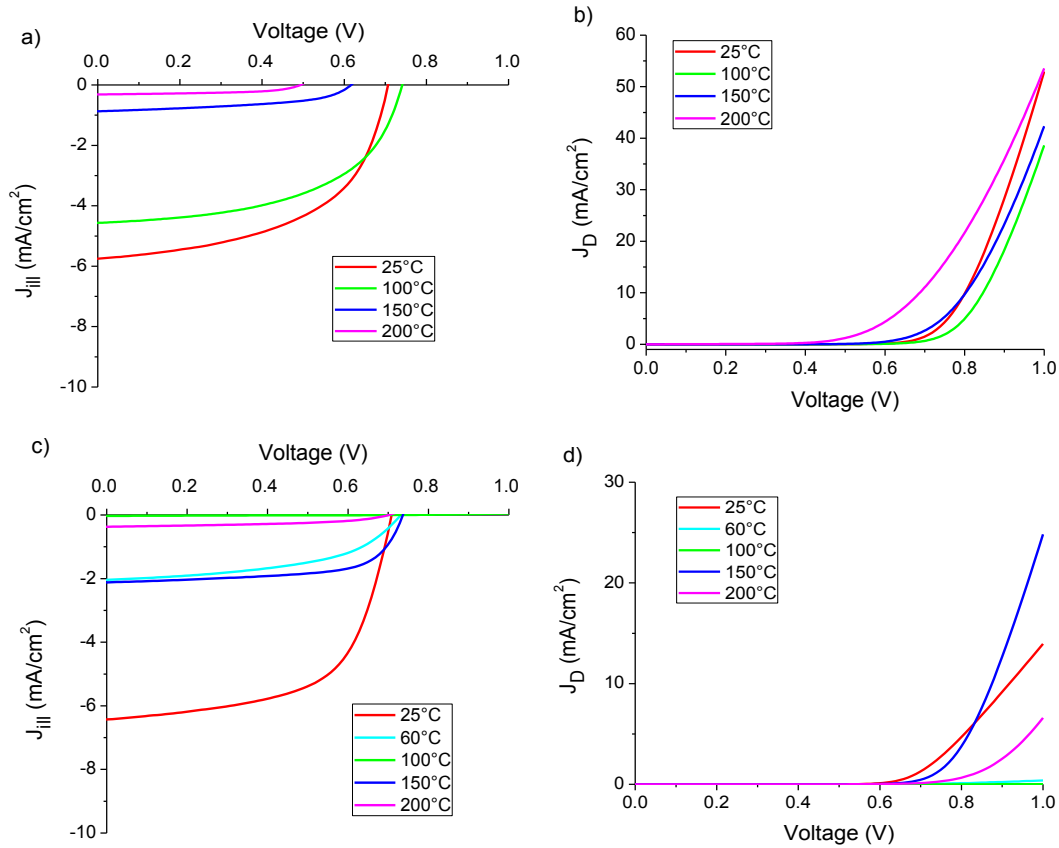 a)
Voltage (V)
0.0 0.2 0.4 0.6 0.8 1.0
0
-2
-4
-6
-8
-10
J_ill (mA/cm²)
25°C
100°C
150°C
200°C
b)
60
50
40
30
20
10
0
J_D (mA/cm²)
25°C
100°C
150°C
200°C
0.0 0.2 0.4 0.6 0.8 1.0
Voltage (V)
c)
Voltage (V)
0.0 0.2 0.4 0.6 0.8 1.0
0
-2
-4
-6
-8
-10
J_ill (mA/cm²)
25°C
60°C
100°C
150°C
200°C
d)
30
25
20
15
10
5
0
J_D (mA/cm²)
25°C
60°C
100°C
150°C
200°C
0.0 0.2 0.4 0.6 0.8 1.0
Voltage (V)